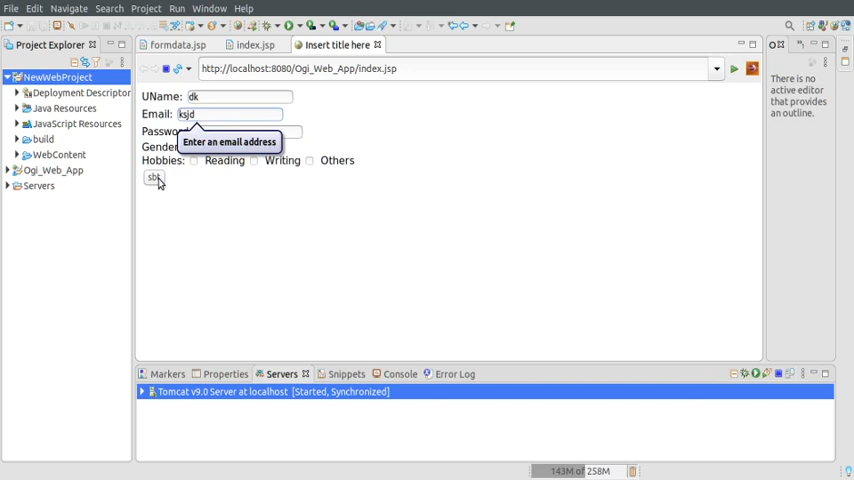 File Edit Navigate Search Project Run Window Help
Project Explorer
formdata.jsp
index.jsp
Insert title here
NewWebProject
Deployment Descriptor
Java Resources
JavaScript Resources
build
WebContent
Ogi_Web_App
Servers
http://localhost:8080/Ogi_Web_App/index.jsp
UName: dk
Email: ksjd
Enter an email address
Hobbies: Reading Writing Others
There is
no active
editor that
provides
an outline.
Markers Properties Servers Snippets Console Error Log
Tomcat v9.0 Server at localhost [Started, Synchronized]
143M of 258M